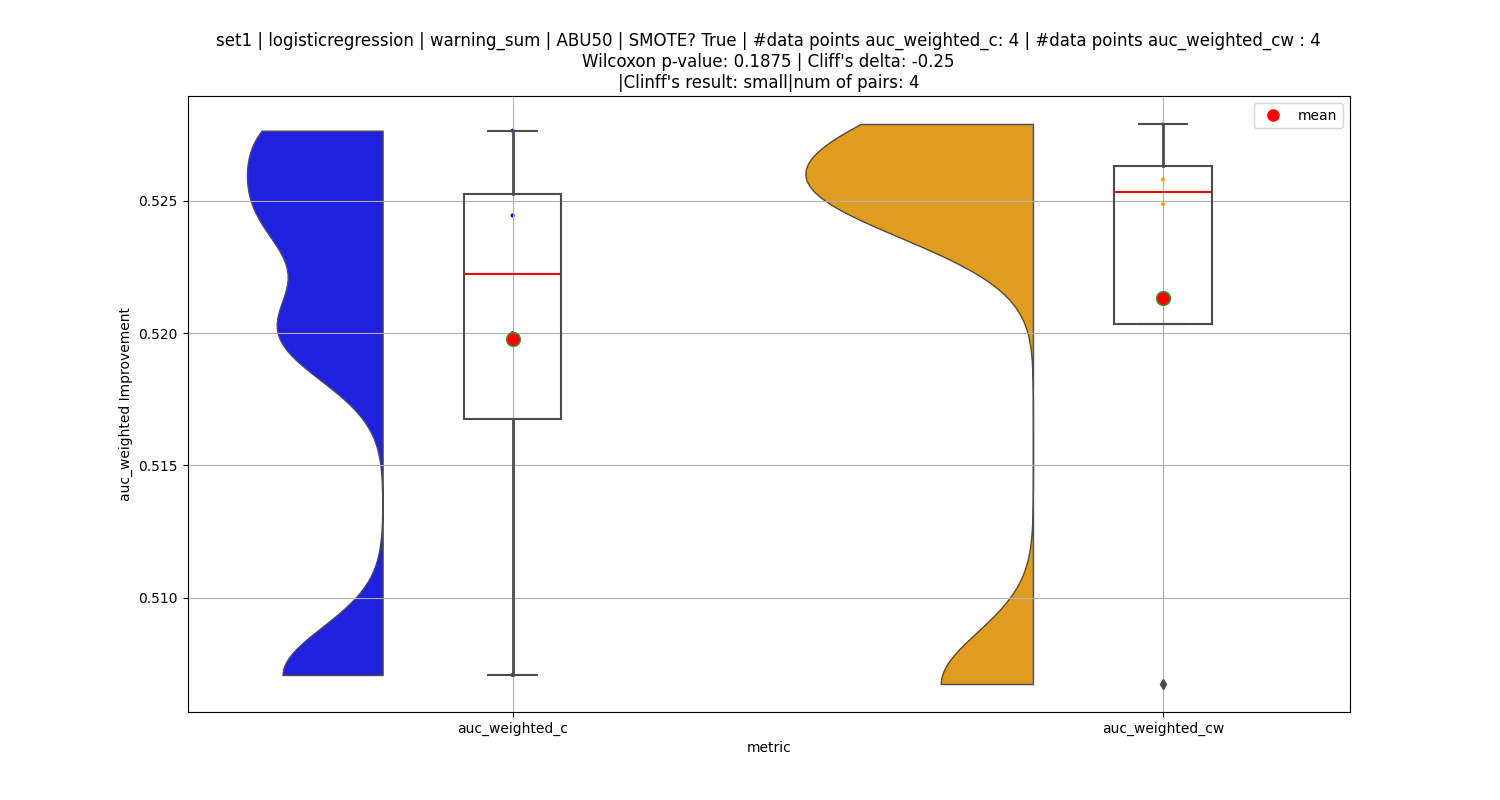 set1 | logisticregression | warning_sum | ABU50 | SMOTE? True | #data points auc_weighted_c: 4 | #data points auc_weighted_cw : 4
Wilcoxon p-value: 0.1875 | Cliff's delta: -0.25
|Clinff's result: small|num of pairs: 4
mean
0.525
0.520
0.515
0.510
auc_weighted Improvement
auc_weighted_c
auc_weighted_cw
metric